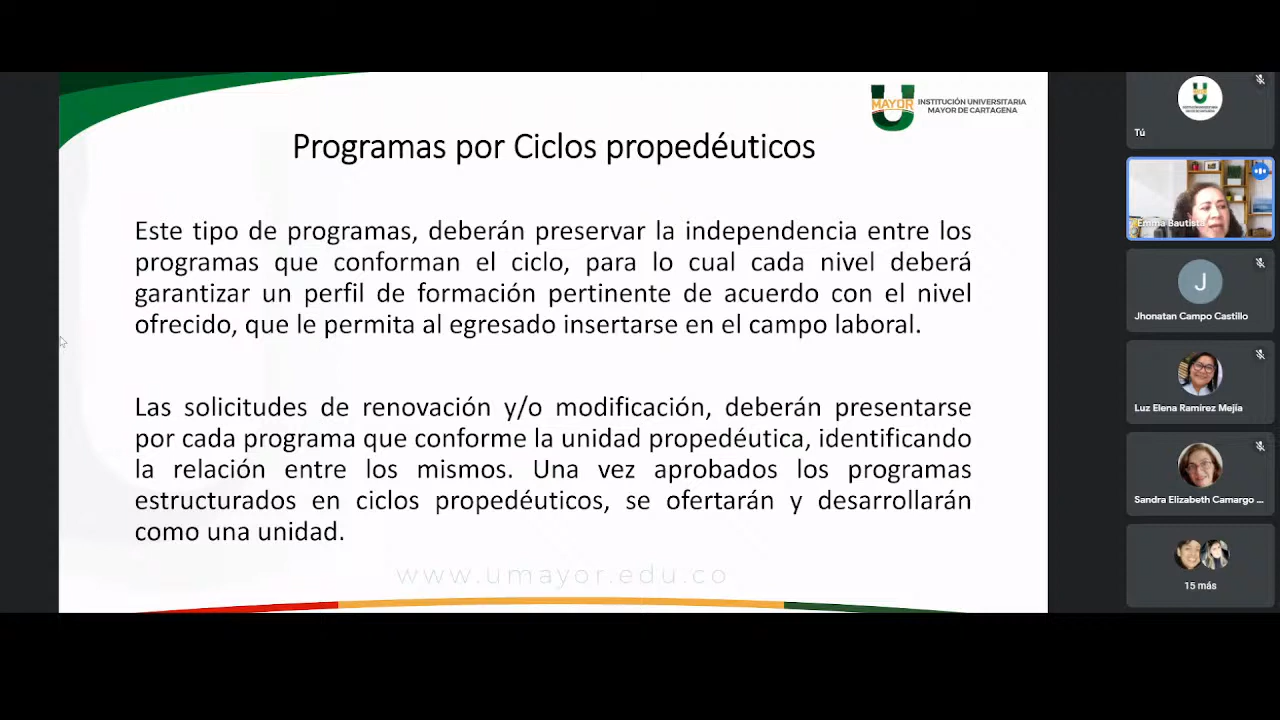 MAYOR
INSTITUCIÓN UNIVERSITARIA
MAYOR DE CARTAGENA
Programas por Ciclos propedéuticos
Este tipo de programas, deberán preservar la independencia entre los
programas que conforman el ciclo, para lo cual cada nivel deberá
garantizar un perfil de formación pertinente de acuerdo con el nivel
ofrecido, que le permita al egresado insertarse en el campo laboral.
Las solicitudes de renovación y/o modificación, deberán presentarse
por cada programa que conforme la unidad propedéutica, identificando
la relación entre los mismos. Una vez aprobados los programas
estructurados en ciclos propedéuticos, se ofertarán y desarrollarán
como una unidad.
www.umayor.edu.co
Tú
Emma Bautista
J
Jhonatan Campo Castillo
Luz Elena Ramirez Mejía
Sandra Elizabeth Camargo ...
15 más